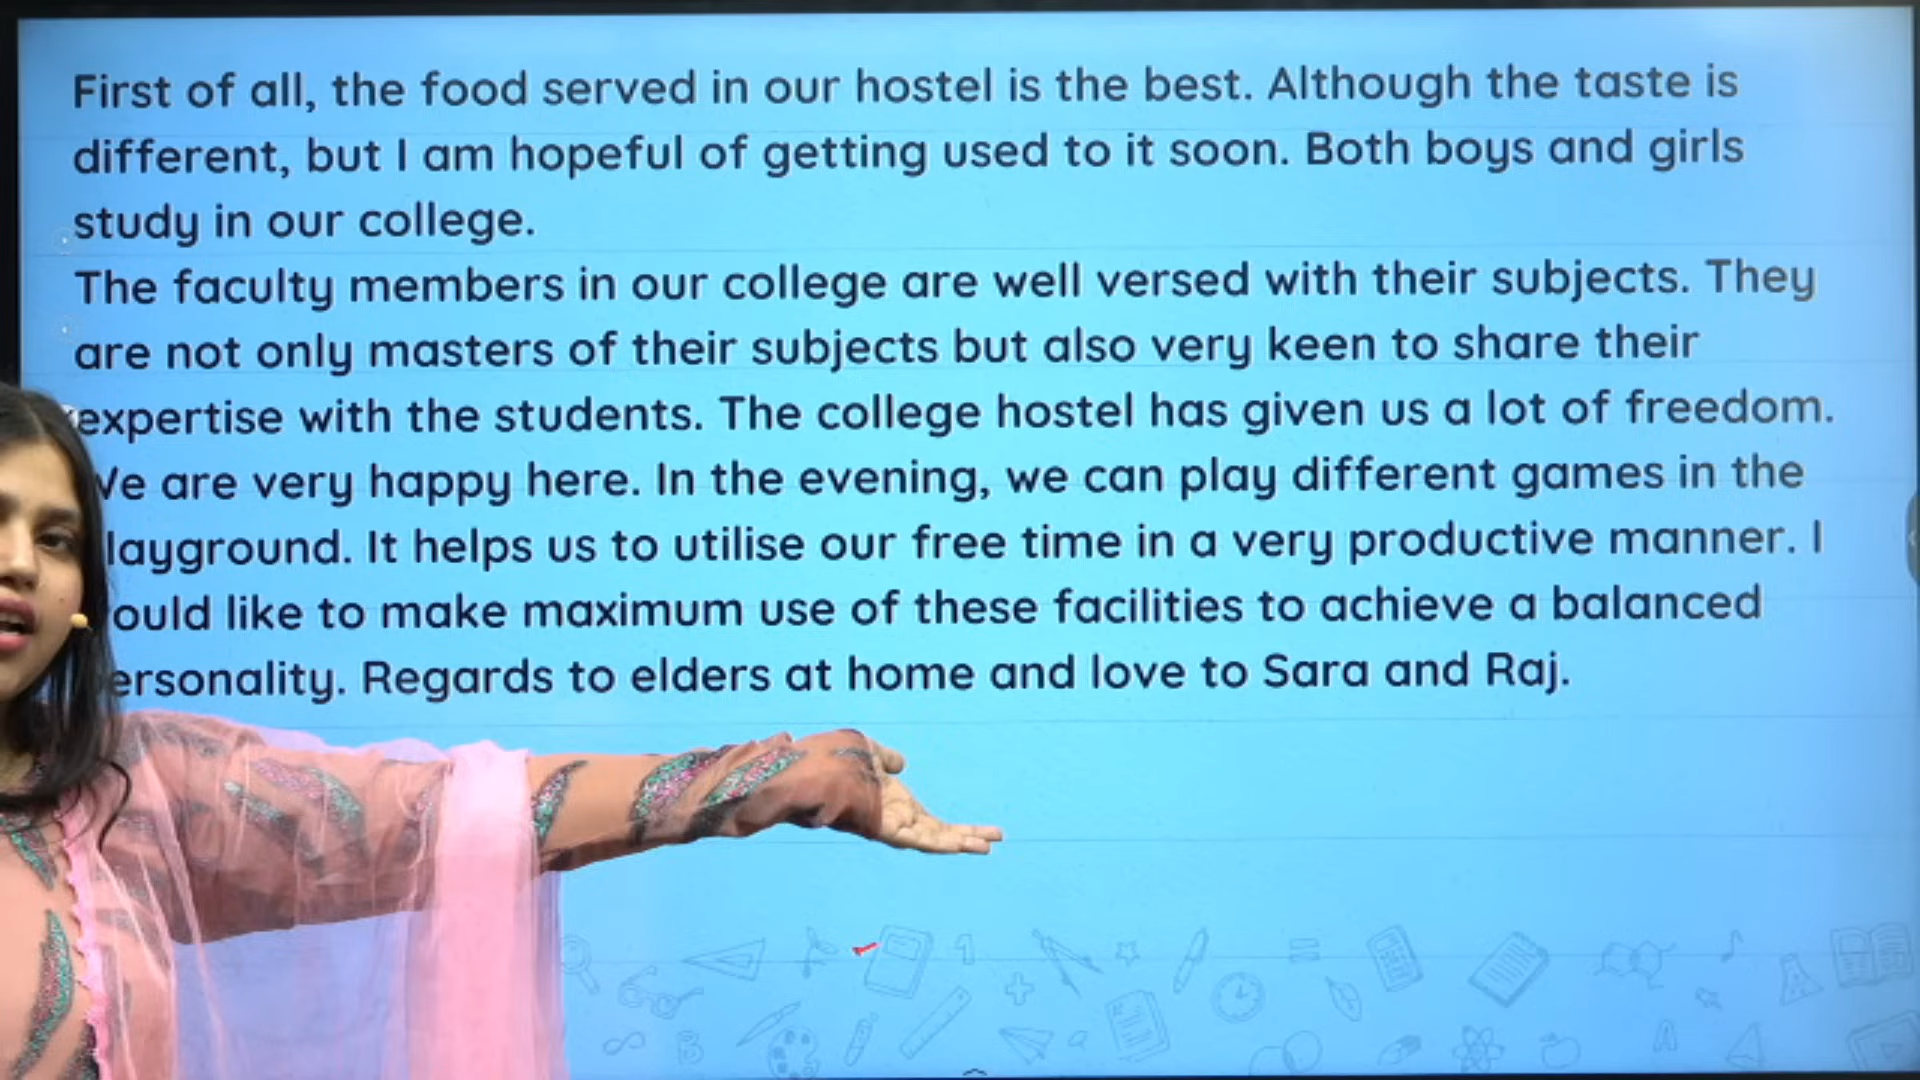 First of all, the food served in our hostel is the best. Although the taste is
different, but I am hopeful of getting used to it soon. Both boys and girls
study in our college.
The faculty members in our college are well versed with their subjects. They
are not only masters of their subjects but also very keen to share their
expertise with the students. The college hostel has given us a lot of freedom.
We are very happy here. In the evening, we can play different games in the
layground. It helps us to utilise our free time in a very productive manner. I
ould like to make maximum use of these facilities to achieve a balanced
ersonality. Regards to elders at home and love to Sara and Raj.